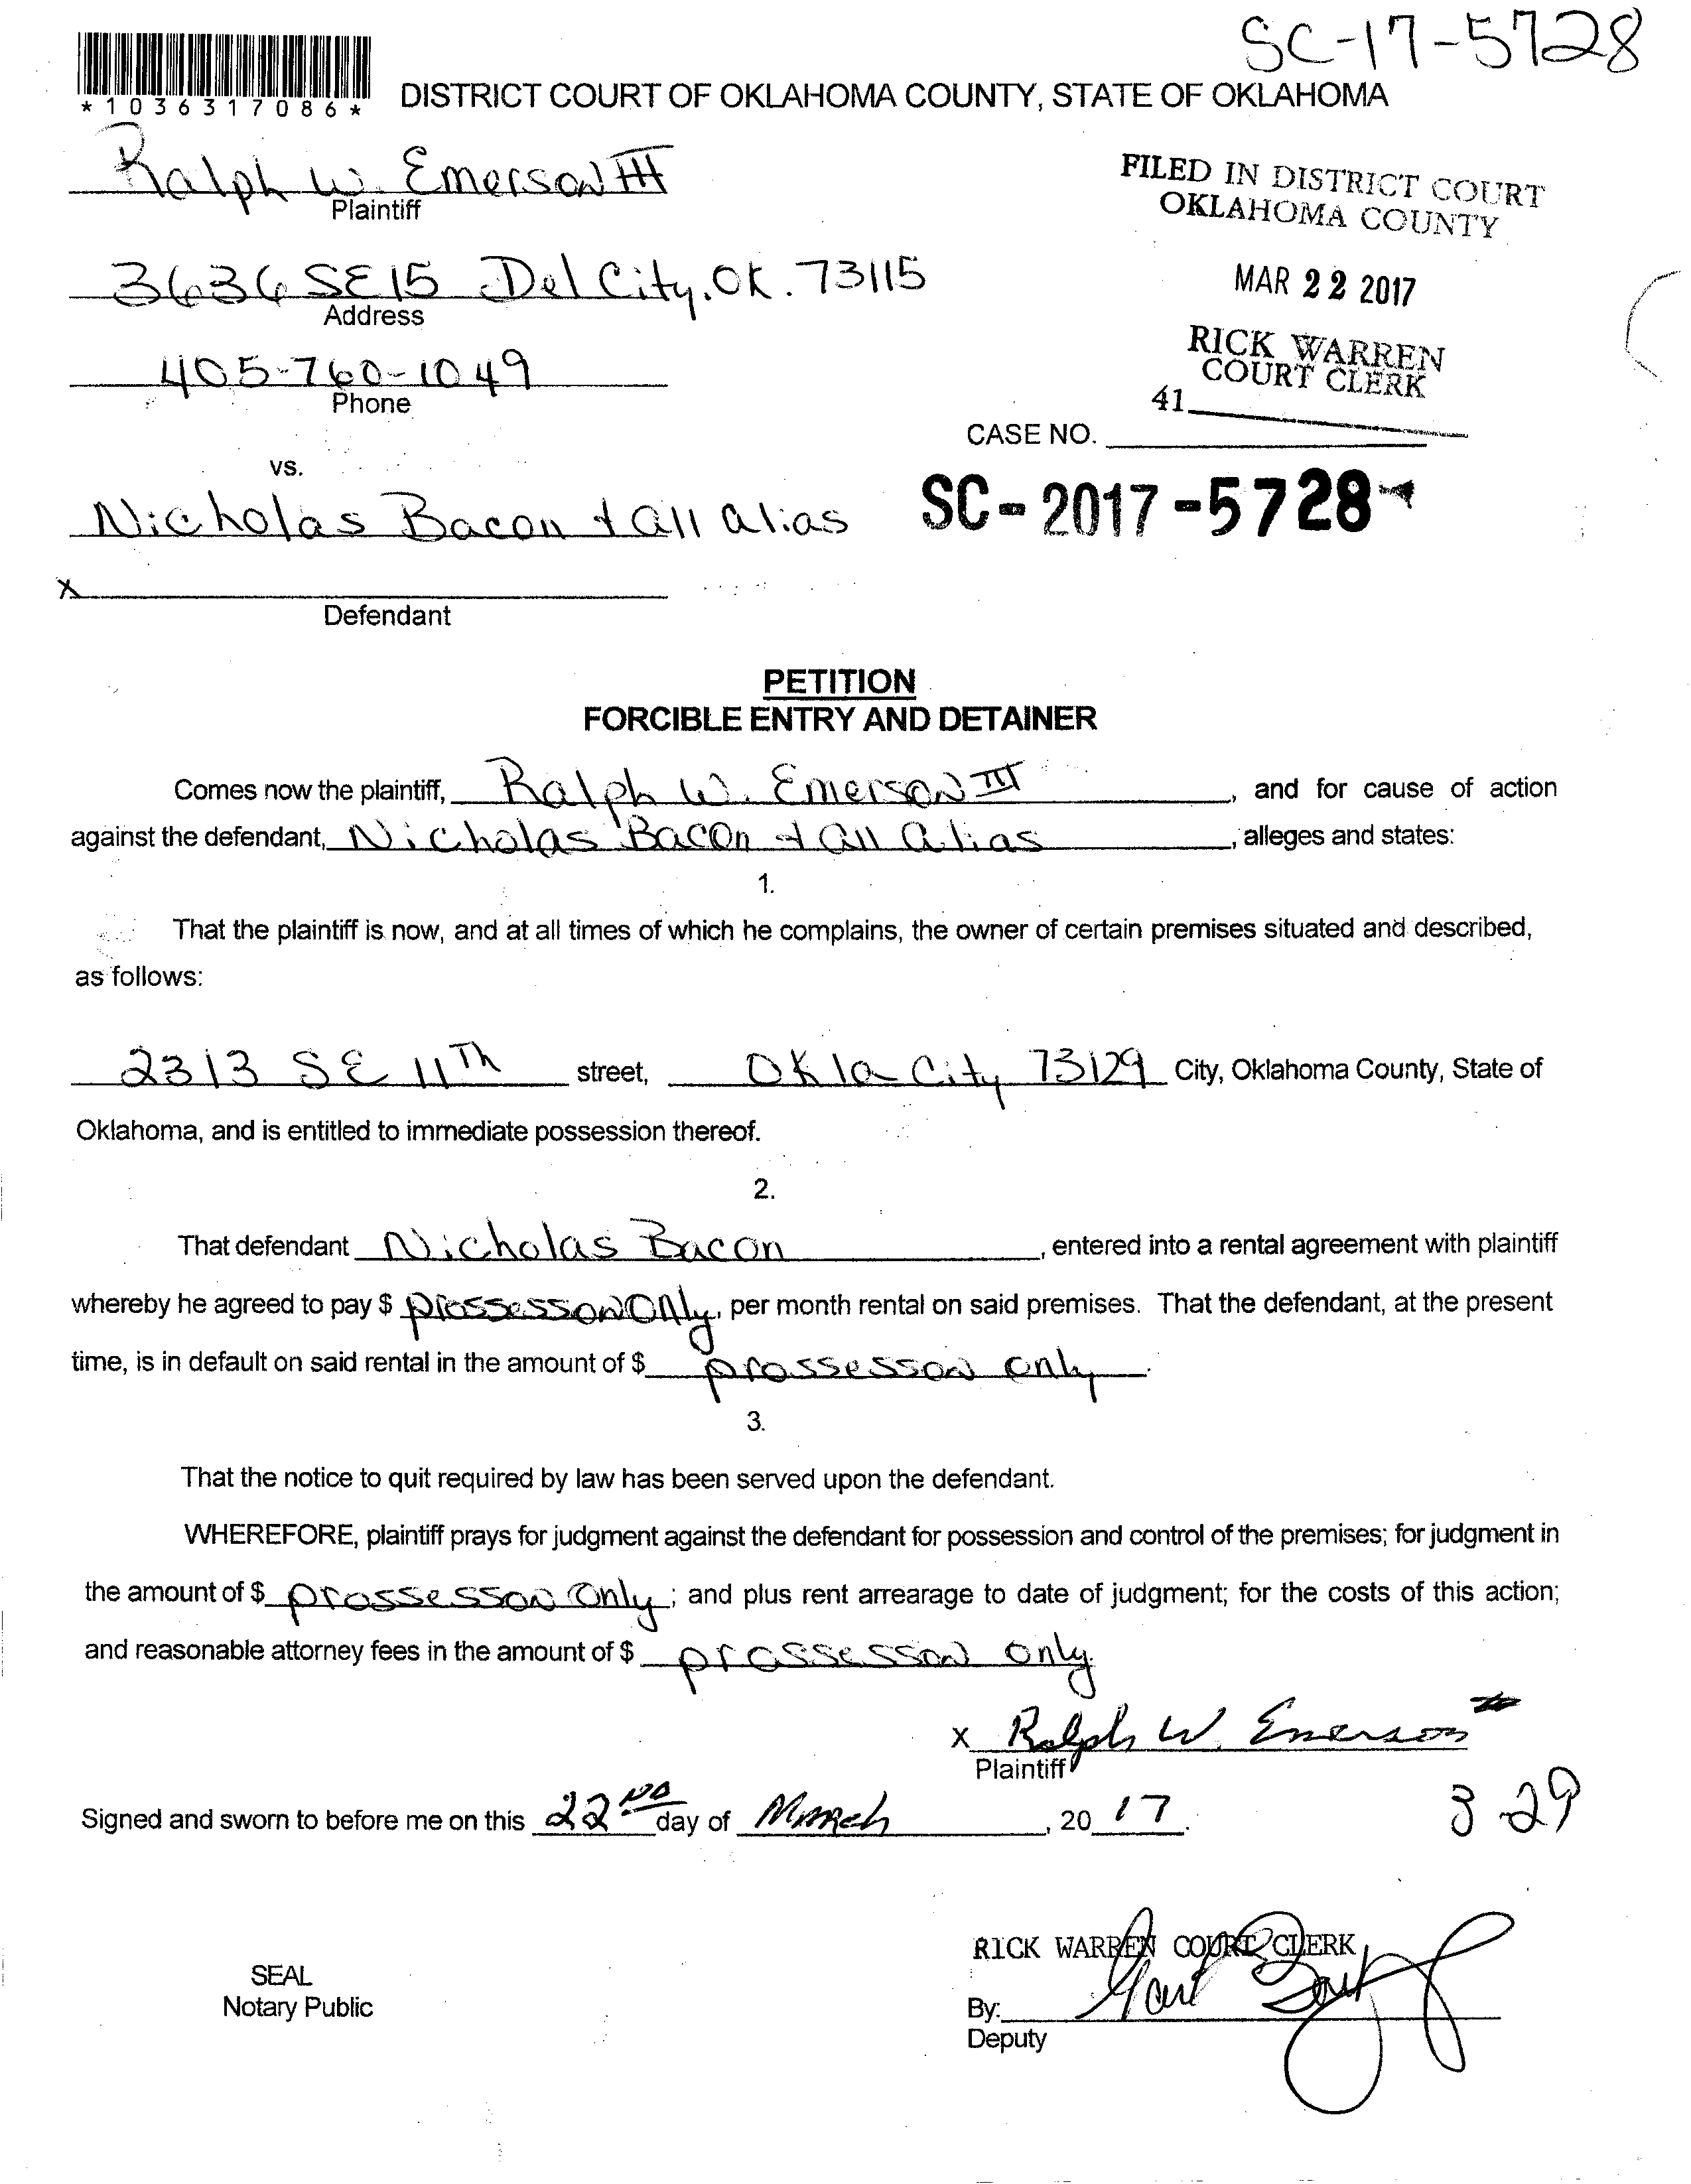 SC-17-5728
*1036317086*
DISTRICT COURT OF OKLAHOMA COUNTY, STATE OF OKLAHOMA
Ralph W. Emerson III
Plaintiff
FILED IN DISTRICT COURT
OKLAHOMA COUNTY
3636 SE 15 Del City, OK. 73115
Address
MAR 22 2017
405-760-1049
Phone
RICK WARREN
COURT CLERK
41
CASE NO.
vs.
Nicholas Bacon + all alias
SC-2017-5728
x
Defendant
PETITION
FORCIBLE ENTRY AND DETAINER
Comes now the plaintiff, Ralph W. Emerson III, and for cause of action
against the defendant, Nicholas Bacon + all alias, alleges and states:
1.
That the plaintiff is now, and at all times of which he complains, the owner of certain premises situated and described,
as follows:
2313 SE 11Th street, Okla City 73129 City, Oklahoma County, State of
Oklahoma, and is entitled to immediate possession thereof.
2.
That defendant Nicholas Bacon, entered into a rental agreement with plaintiff
whereby he agreed to pay $ prossesson Only, per month rental on said premises. That the defendant, at the present
time, is in default on said rental in the amount of $ prossesson only.
3.
That the notice to quit required by law has been served upon the defendant.
WHEREFORE, plaintiff prays for judgment against the defendant for possession and control of the premises; for judgment in
the amount of $ prossesson Only; and plus rent arrearage to date of judgment; for the costs of this action;
and reasonable attorney fees in the amount of $ prossesson only.
x Ralph W. Emerson III
Plaintiff
Signed and sworn to before me on this 22ND day of March, 2017.
3-29
RICK WARREN COURT CLERK
SEAL
Notary Public
By:
Deputy